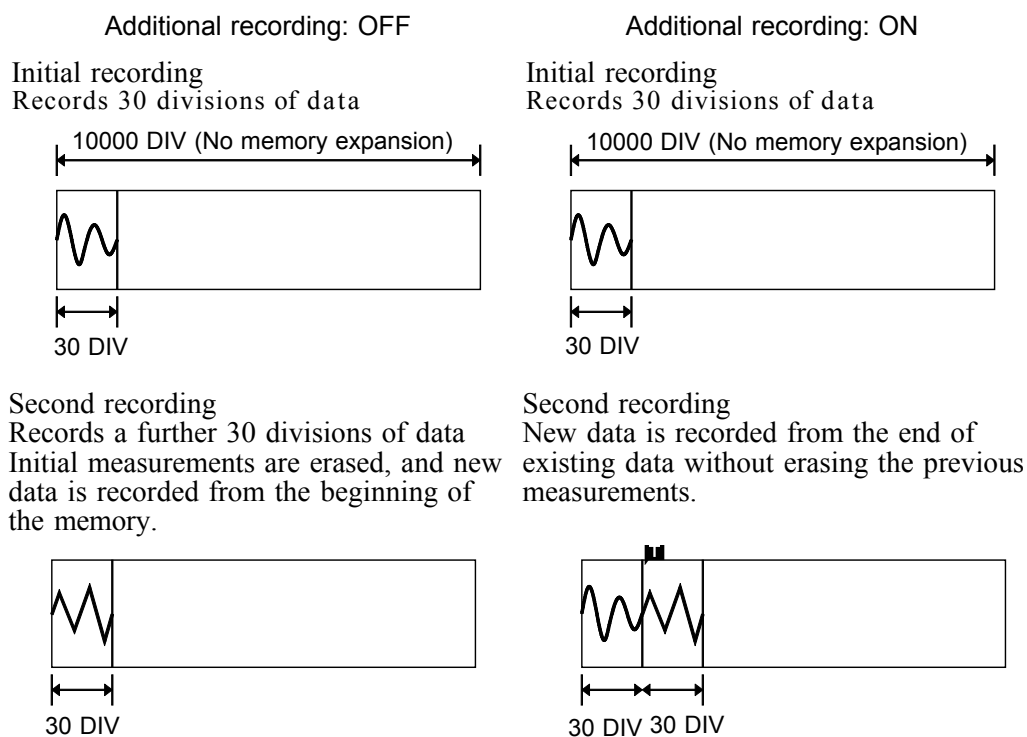 Additional recording: OFF
Initial recording
Records 30 divisions of data
10000 DIV (No memory expansion)
30 DIV
Second recording
Records a further 30 divisions of data
Initial measurements are erased, and new
data is recorded from the beginning of
the memory.
30 DIV
Additional recording: ON
Initial recording
Records 30 divisions of data
10000 DIV (No memory expansion)
30 DIV
Second recording
New data is recorded from the end of
existing data without erasing the previous
measurements.
30 DIV 30 DIV